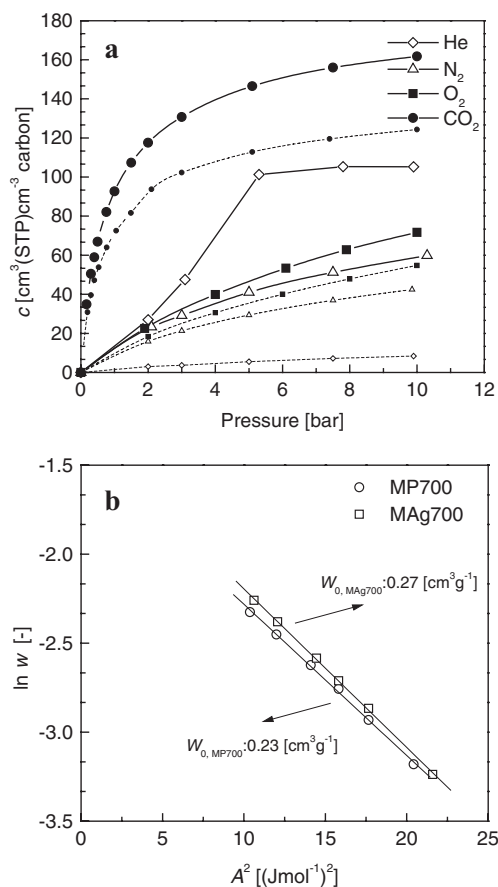 a
He
N₂
O₂
CO₂
180
160
140
120
100
80
60
40
20
0
c [cm³(STP)cm⁻³ carbon]
0 2 4 6 8 10 12
Pressure [bar]
b
MP700
MAg700
-1.5
-2.0
-2.5
-3.0
-3.5
ln w [-]
W₀, MAg700:0.27 [cm³g⁻¹]
W₀, MP700:0.23 [cm³g⁻¹]
0 5 10 15 20 25
A² [(Jmol⁻¹)²]